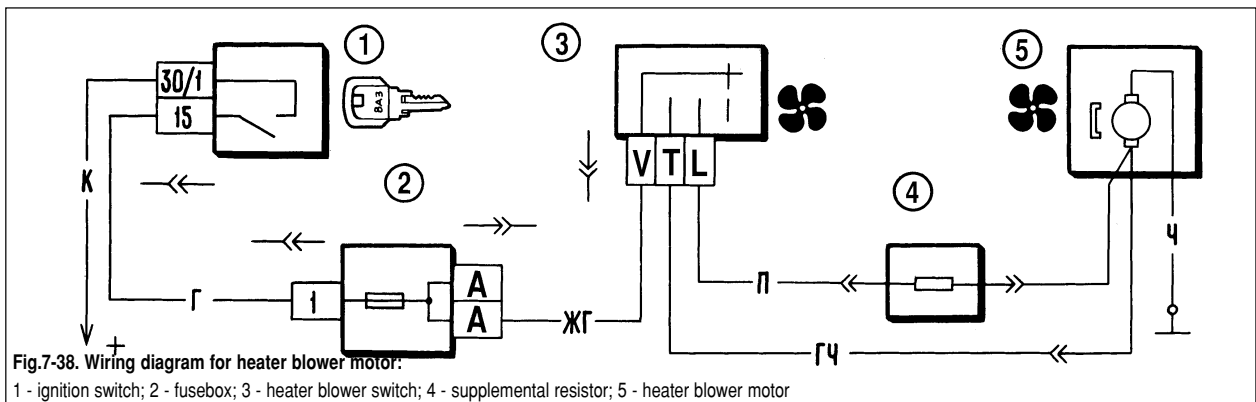 1
3
5
30/1
15
ВАЗ
К
2
V T L
4
Ч
A
A
П
Г
1
ЖГ
ГЧ
+
Fig.7-38. Wiring diagram for heater blower motor:
1 - ignition switch; 2 - fusebox; 3 - heater blower switch; 4 - supplemental resistor; 5 - heater blower motor